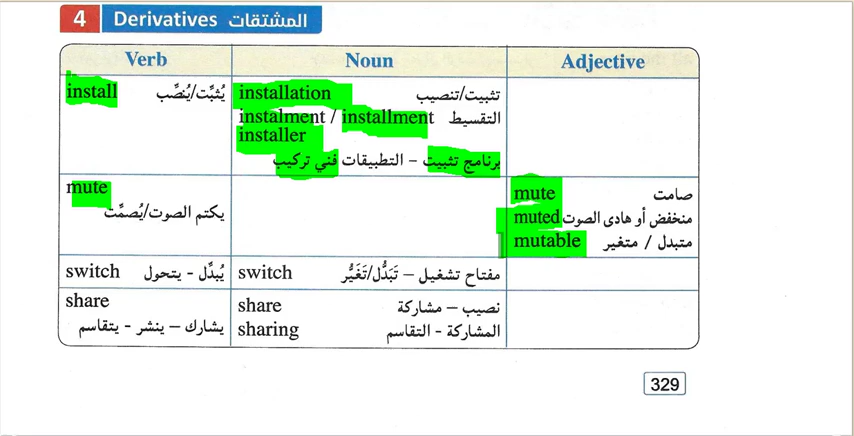 4 Derivatives المشتقات
Verb Noun Adjective
install يُثبِّت/يُنصِّب
installation تثبيت/تنصيب
instalment / installment التقسيط
installer
برنامج تثبيت – التطبيقات فني تركيب
mute
يكتم الصوت/يُصمِّت
mute صامت
muted منخفض أو هادى الصوت
mutable متبدل / متغير
switch يُبدِّل - يتحول
switch مفتاح تشغيل – تَبَدُّل/تَغَيُّر
share
يشارك – ينشر - يتقاسم
share نصيب – مشاركة
sharing المشاركة - التقاسم
329